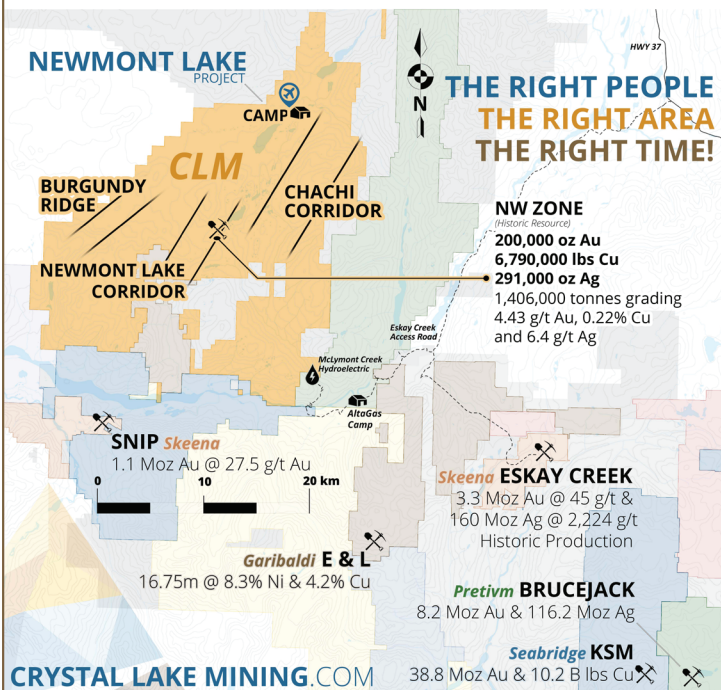 HWY 37
NEWMONT LAKE
PROJECT
THE RIGHT PEOPLE
THE RIGHT AREA
THE RIGHT TIME!
N
CAMP
CLM
BURGUNDY
RIDGE
CHACHI
CORRIDOR
NEWMONT LAKE
CORRIDOR
NW ZONE
(Historic Resource)
200,000 oz Au
6,790,000 lbs Cu
291,000 oz Ag
1,406,000 tonnes grading
4.43 g/t Au, 0.22% Cu
and 6.4 g/t Ag
Eskay Creek
Access Road
McLymont Creek
Hydroelectric
AltaGas
Camp
SNIP Skeena
1.1 Moz Au @ 27.5 g/t Au
0 10 20 km
Skeena ESKAY CREEK
3.3 Moz Au @ 45 g/t &
160 Moz Ag @ 2,224 g/t
Historic Production
Garibaldi E & L
16.75m @ 8.3% Ni & 4.2% Cu
Pretivm BRUCEJACK
8.2 Moz Au & 116.2 Moz Ag
Seabridge KSM
38.8 Moz Au & 10.2 B lbs Cu
CRYSTAL LAKE MINING.COM